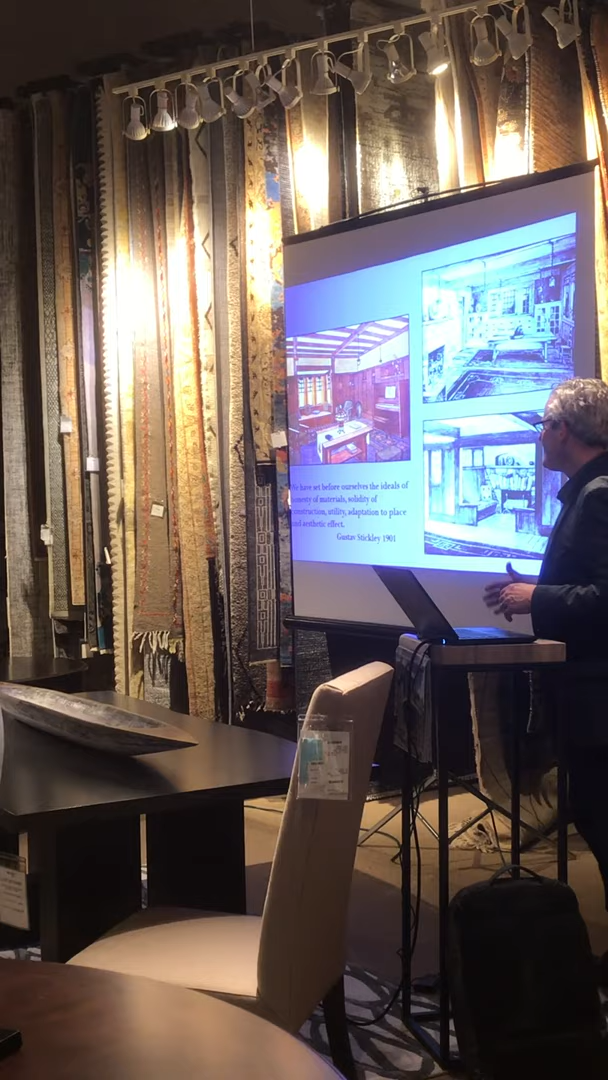 We have set before ourselves the ideals of
honesty of materials, solidity of
construction, utility, adaptation to place
and aesthetic effect.
Gustav Stickley 1901